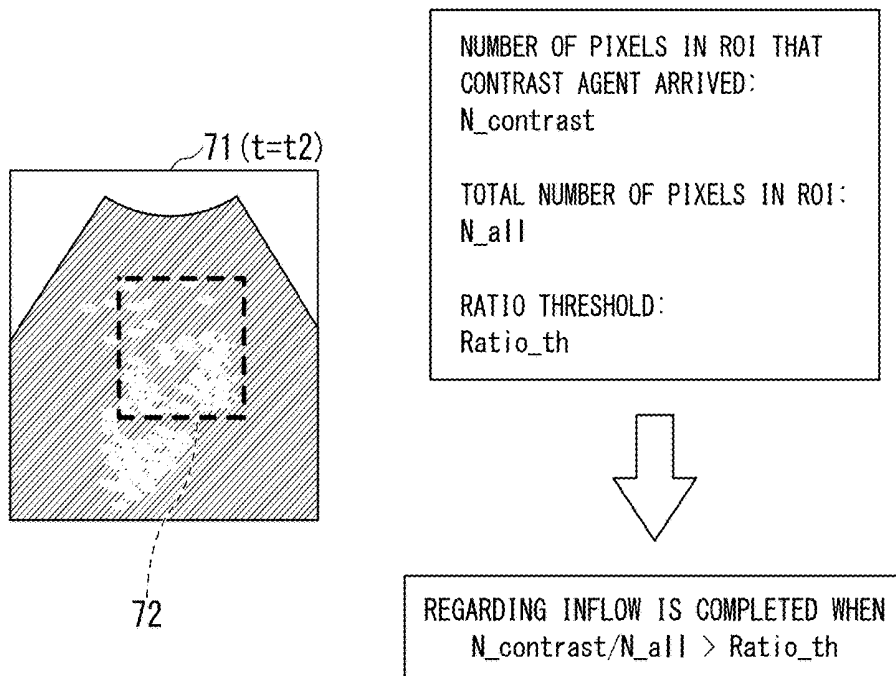 71(t=t2)
72
NUMBER OF PIXELS IN ROI THAT
CONTRAST AGENT ARRIVED:
N_contrast
TOTAL NUMBER OF PIXELS IN ROI:
N_all
RATIO THRESHOLD:
Ratio_th
REGARDING INFLOW IS COMPLETED WHEN
N_contrast/N_all > Ratio_th